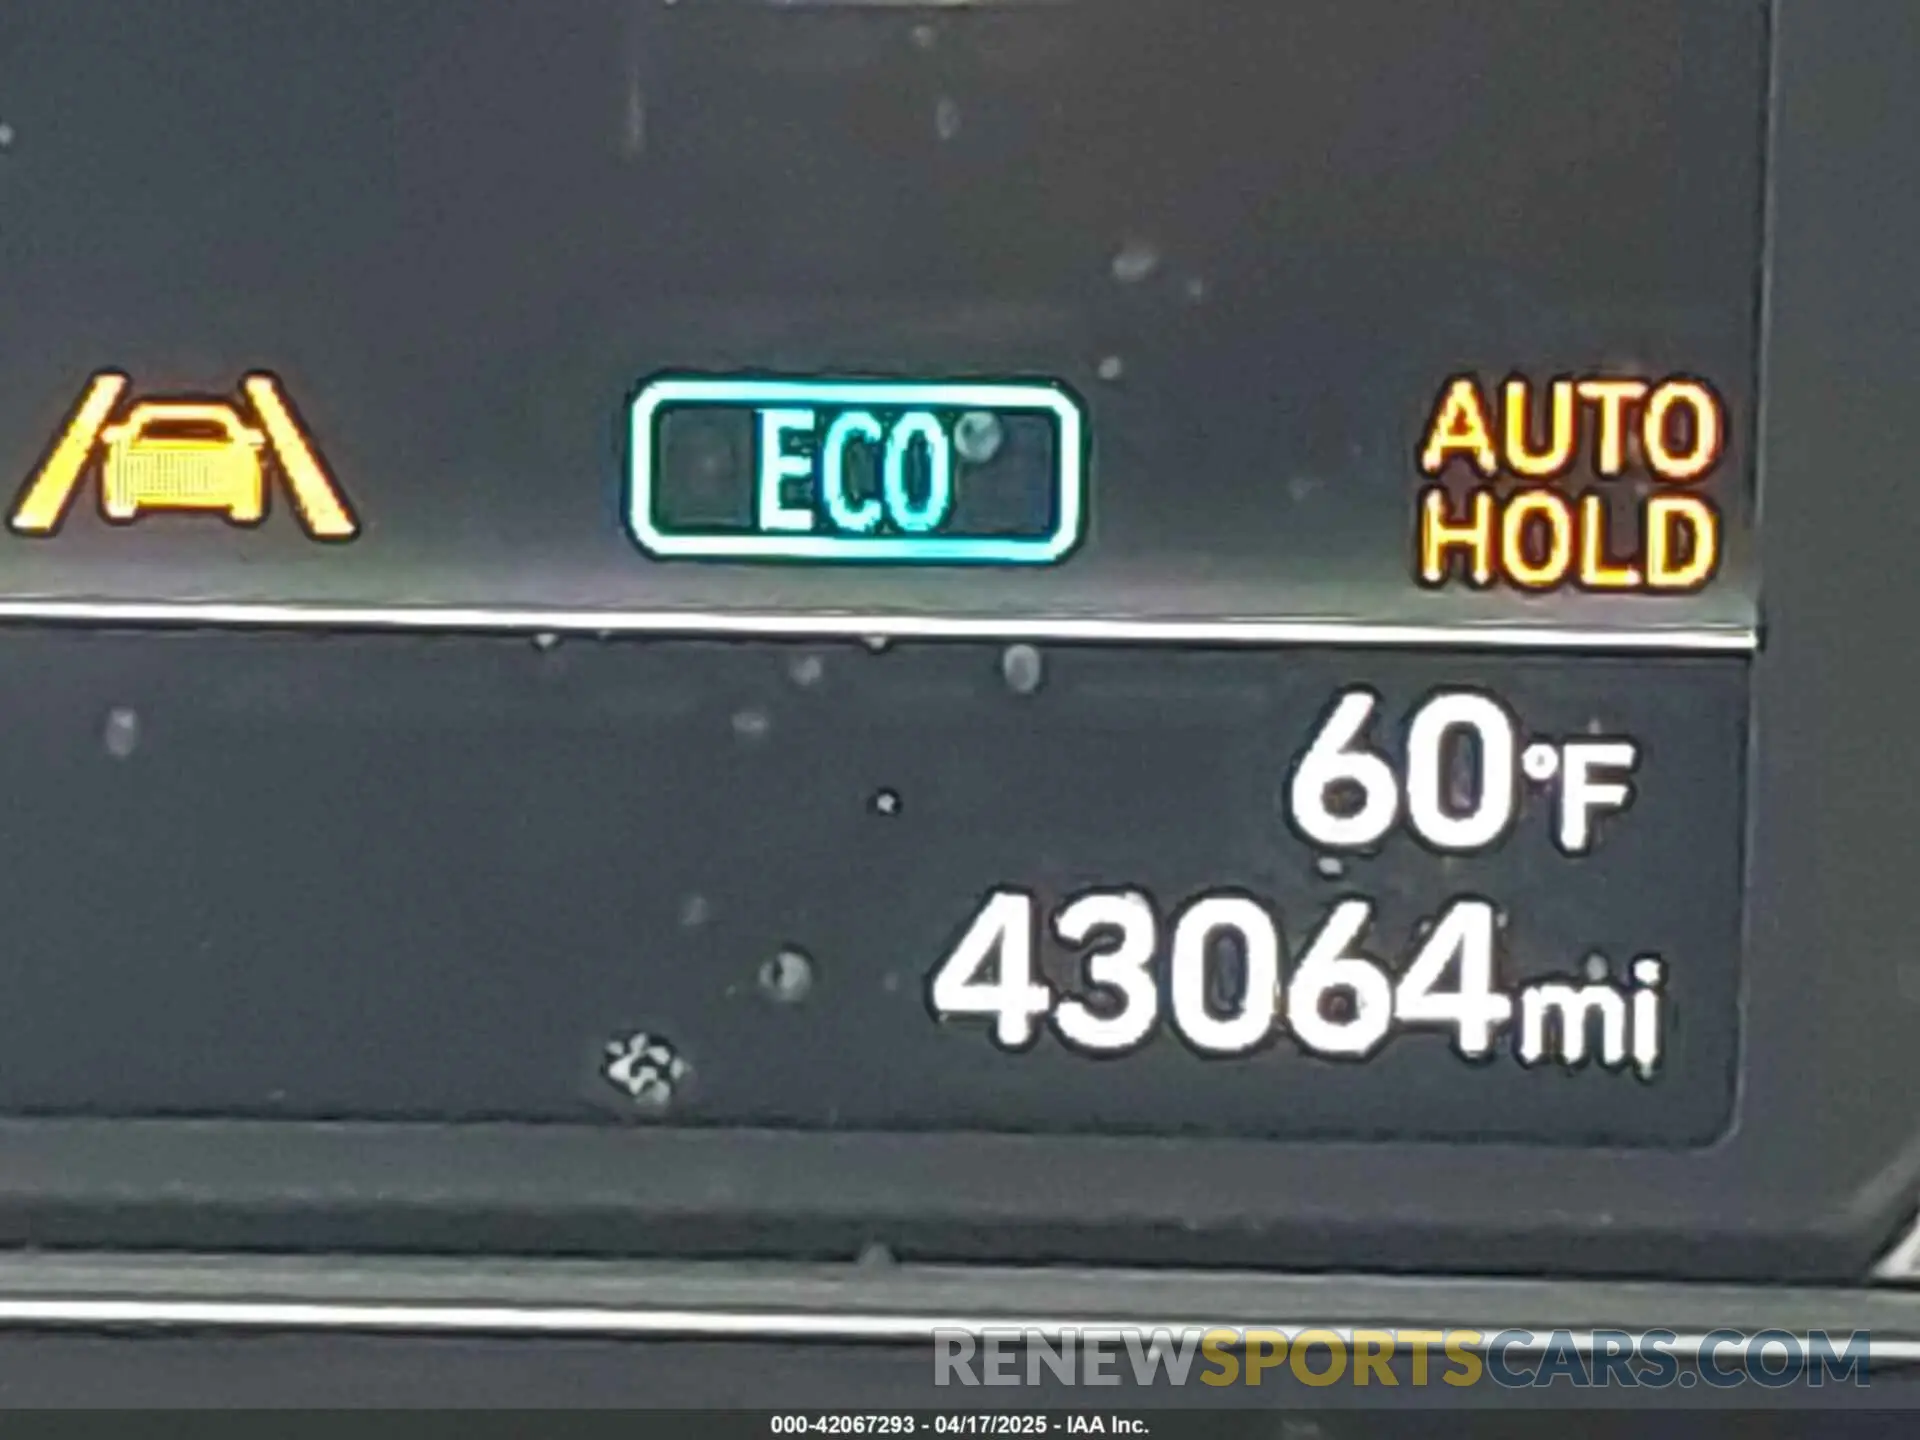 ECO
AUTO
HOLD
60°F
43064mi
RENEWSPORTSCARS.COM
000-42067293 - 04/17/2025 - IAA Inc.